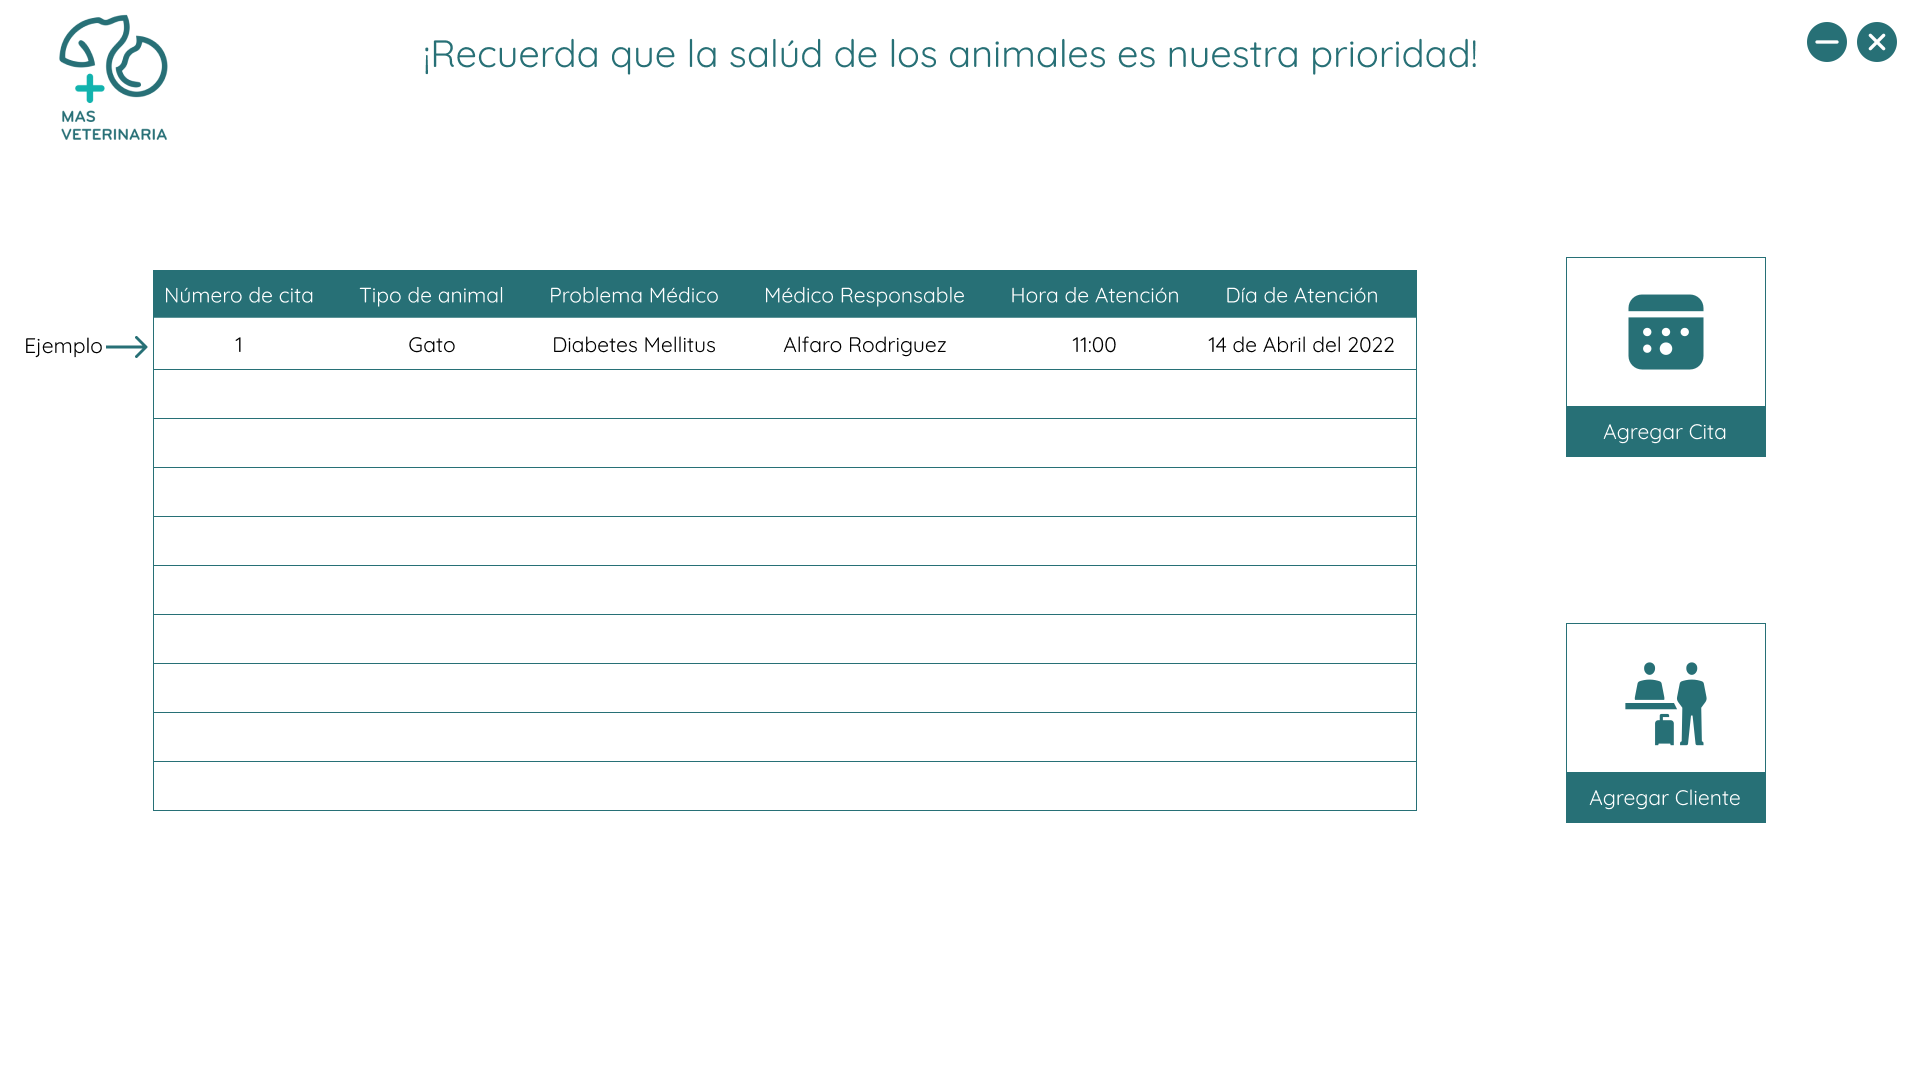 ¡Recuerda que la salúd de los animales es nuestra prioridad!
MAS
VETERINARIA
Número de cita Tipo de animal Problema Médico Médico Responsable Hora de Atención Día de Atención
Ejemplo 1 Gato Diabetes Mellitus Alfaro Rodriguez 11:00 14 de Abril del 2022
Agregar Cita
Agregar Cliente